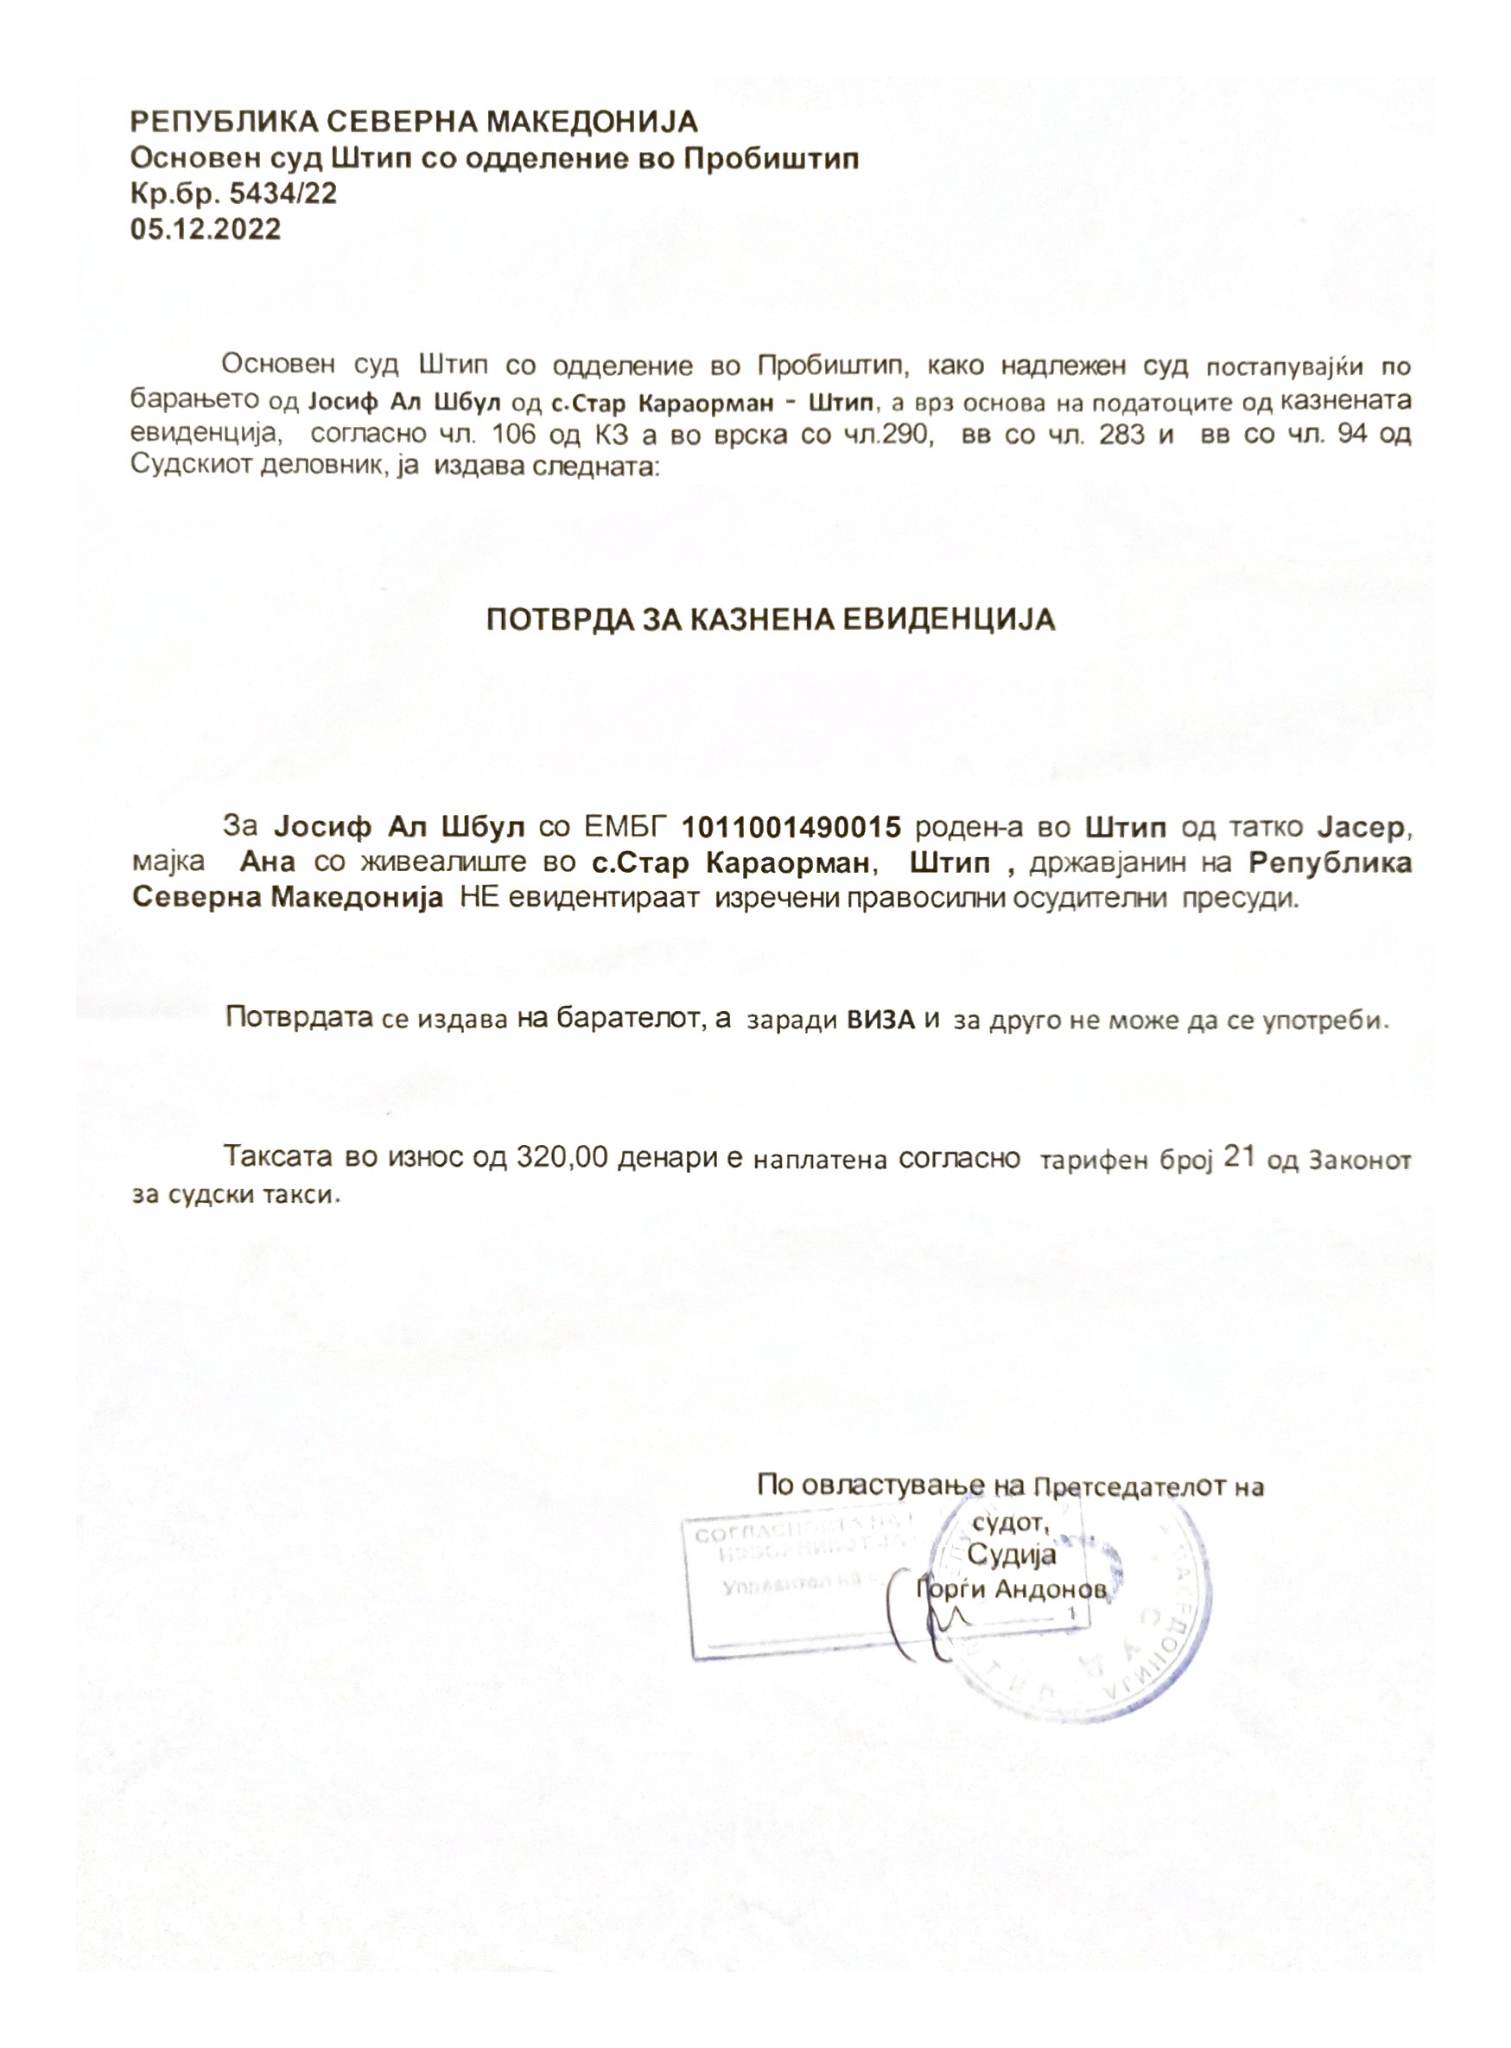 РЕПУБЛИКА СЕВЕРНА МАКЕДОНИЈА
Основен суд Штип со одделение во Пробиштип
Кр.бр. 5434/22
05.12.2022
Основен суд Штип со одделение во Пробиштип, како надлежен суд постапувајќи по
барањето од Јосиф Ал Шбул од с.Стар Караорман - Штип, а врз основа на податоците од казнената
евиденција, согласно чл. 106 од КЗ а во врска со чл.290, вв со чл. 283 и вв со чл. 94 од
Судскиот деловник, ја издава следната:
ПОТВРДА ЗА КАЗНЕНА ЕВИДЕНЦИЈА
За Јосиф Ал Шбул со ЕМБГ 1011001490015 роден-а во Штип од татко Јасер,
мајка Ана со живеалиште во с.Стар Караорман, Штип , државјанин на Република
Северна Македонија НЕ евидентираат изречени правосилни осудителни пресуди.
Потврдата се издава на барателот, а заради ВИЗА и за друго не може да се употреби.
Таксата во износ од 320,00 денари е наплатена согласно тарифен број 21 од Законот
за судски такси.
По овластување на Претседателот на
судот,
Судија
Ѓорѓи Андонов
СОГЛАСНОСТА НА
Управител на
1
СУД